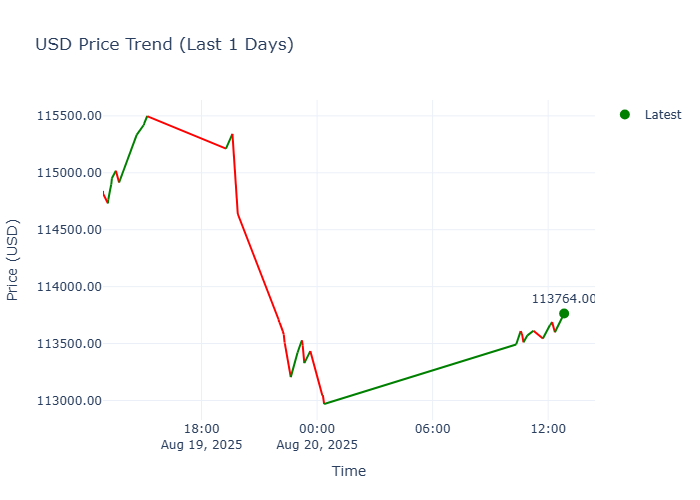 USD Price Trend (Last 1 Days)
115500.00
115000.00
114500.00
114000.00
113500.00
113000.00
Price (USD)
113764.00
Latest
18:00
Aug 19, 2025
00:00
Aug 20, 2025
06:00
12:00
Time